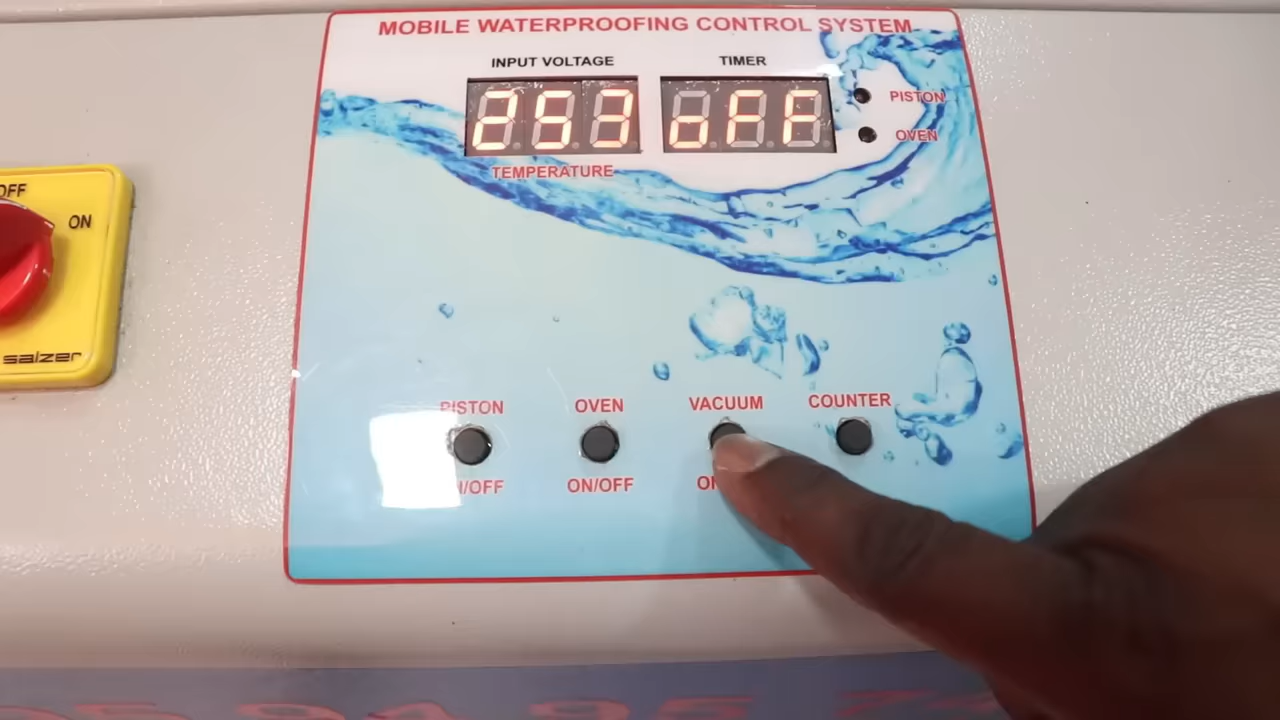 MOBILE WATERPROOFING CONTROL SYSTEM
INPUT VOLTAGE
TIMER
253
oFF
PISTON
OVEN
TEMPERATURE
OFF
ON
salzer
PISTON
OVEN
VACUUM
COUNTER
ON/OFF